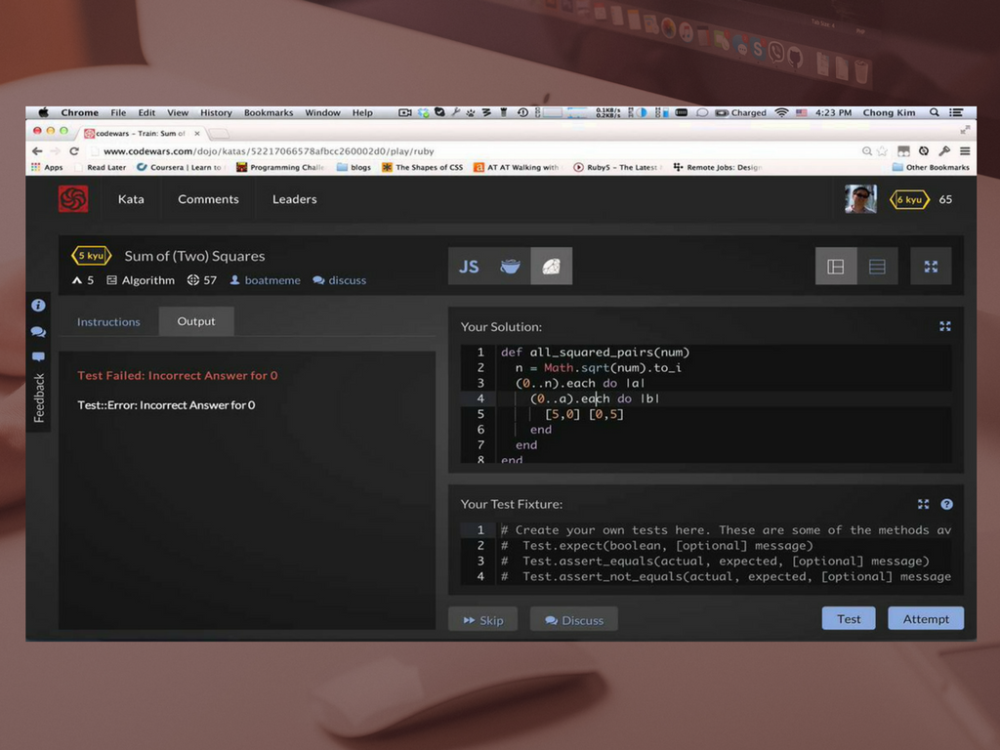 Chrome File Edit View History Bookmarks Window Help Charged 4:23 PM Chong Kim
codewars - Train: Sum of
www.codewars.com/dojo/katas/52217066578afbcc260002d0/play/ruby
Apps Read Later Coursera | Learn to Programming Challe blogs The Shapes of CSS AT AT Walking with Ruby5 - The Latest Remote Jobs: Desig Other Bookmarks
Kata Comments Leaders 6 kyu 65
5 kyu Sum of (Two) Squares
5 Algorithm 57 boatmeme discuss
JS
Instructions Output
Feedback
Test Failed: Incorrect Answer for 0
Test::Error: Incorrect Answer for 0
Your Solution:
1 def all_squared_pairs(num)
2 n = Math.sqrt(num).to_i
3 (0..n).each do |a|
4 (0..a).each do |b|
5 [5,0] [0,5]
6 end
7 end
8 end
Your Test Fixture:
1 # Create your own tests here. These are some of the methods av
2 # Test.expect(boolean, [optional] message)
3 # Test.assert_equals(actual, expected, [optional] message)
4 # Test.assert_not_equals(actual, expected, [optional] message
Skip Discuss Test Attempt